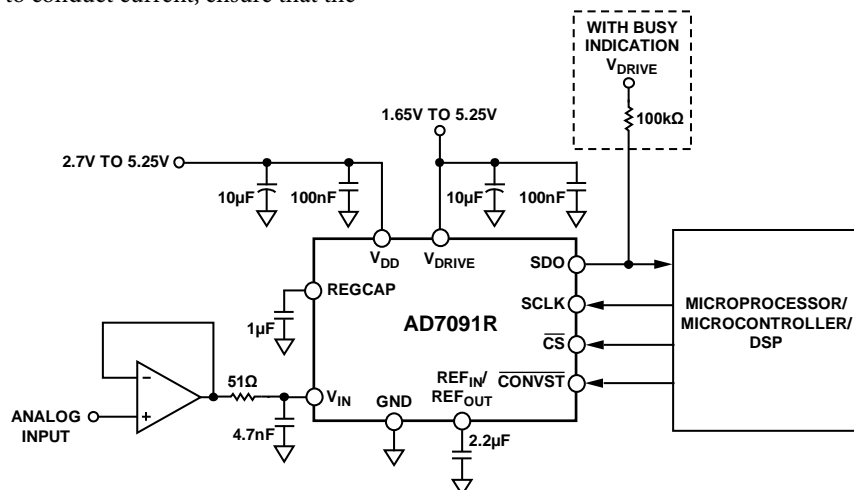 to conduct current, ensure that the
WITH BUSY
INDICATION
VDRIVE
100kΩ
1.65V TO 5.25V
2.7V TO 5.25V
10µF
100nF
10µF
100nF
VDD
VDRIVE
SDO
REGCAP
SCLK
MICROPROCESSOR/
MICROCONTROLLER/
DSP
1µF
AD7091R
CS
REFIN/
REFOUT
CONVST
51Ω
VIN
GND
ANALOG
INPUT
4.7nF
2.2µF
−
+